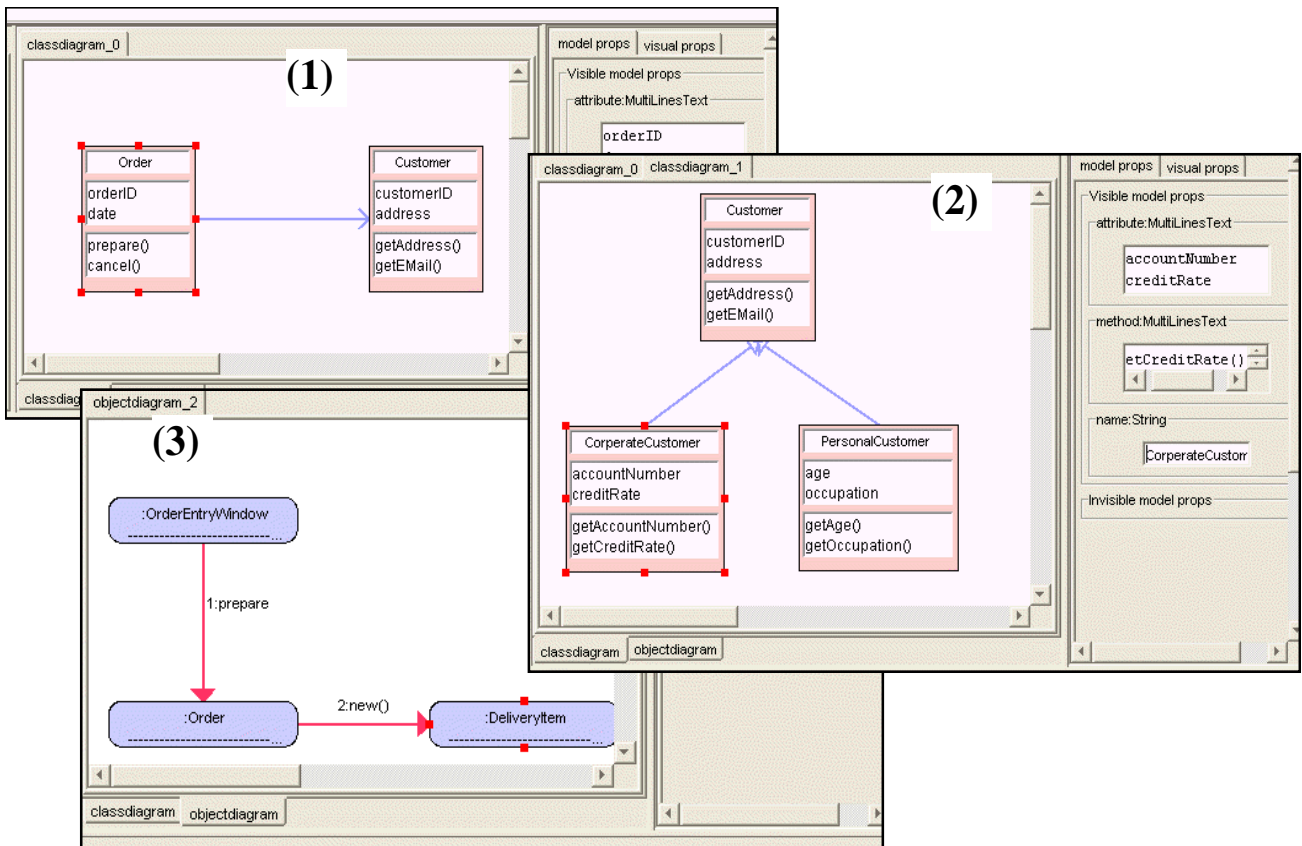 classdiagram_0
(1)
model props
visual props
Visible model props
attribute:MultiLinesText
orderID
Order
orderID
date
prepare()
cancel()
Customer
customerID
address
getAddress()
getEMail()
classdiag
classdiagram_0
classdiagram_1
(2)
Customer
customerID
address
getAddress()
getEMail()
CorperateCustomer
accountNumber
creditRate
getAccountNumber()
getCreditRate()
PersonalCustomer
age
occupation
getAge()
getOccupation()
classdiagram
objectdiagram
model props
visual props
Visible model props
attribute:MultiLinesText
accountNumber
creditRate
method:MultiLinesText
etCreditRate()
name:String
CorperateCustom
Invisible model props
objectdiagram_2
(3)
:OrderEntryWindow
1:prepare
:Order
2:new()
:DeliveryItem
classdiagram
objectdiagram